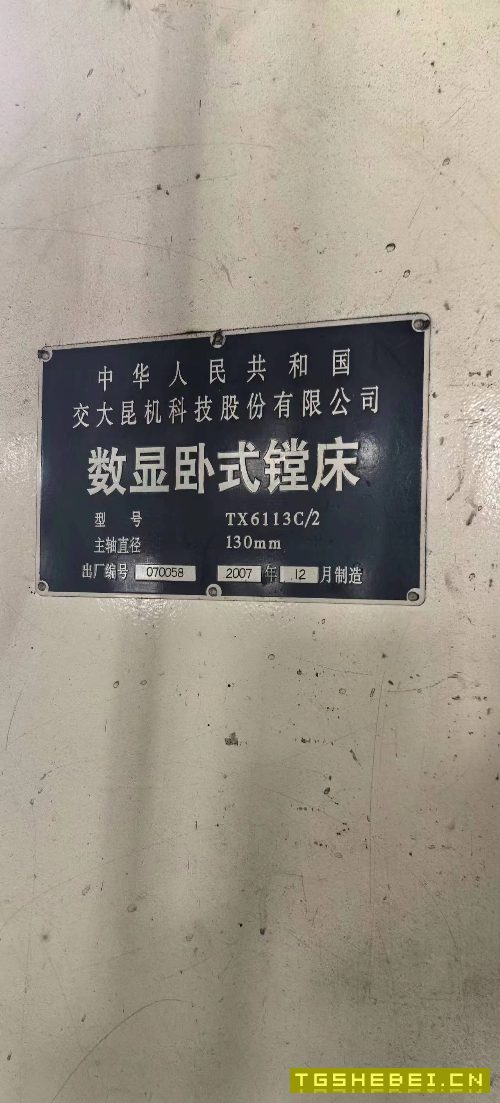 中华人民共和国
交大昆机科技股份有限公司
数显卧式镗床
型号 TX6113C/2
主轴直径 130mm
出厂编号 070058 2007 年 12 月制造
TGSHEBEI.CN